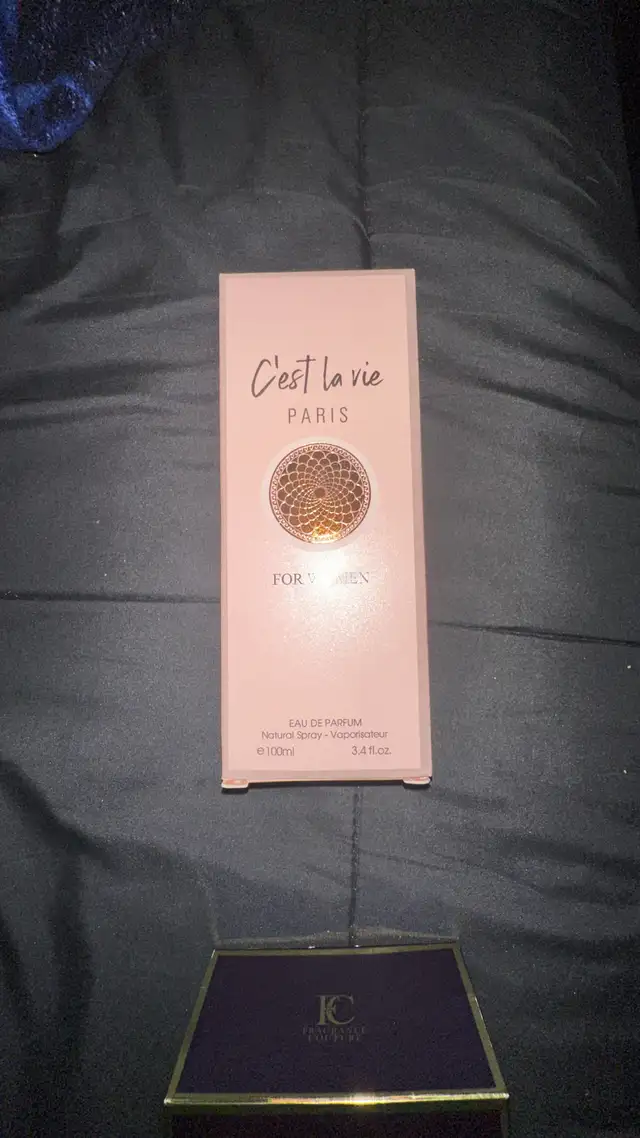 C'est la vie
PARIS
FOR WOMEN
EAU DE PARFUM
Natural Spray - Vaporisateur
e 100ml 3.4 fl.oz.
FC
FRAGRANCE
COUTURE